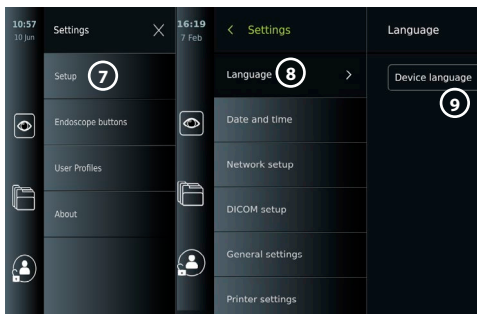 10:57
10 Jun
Settings
Setup
7
Endoscope buttons
User Profiles
About
16:19
7 Feb
Settings
Language
8
Date and time
Network setup
DICOM setup
General settings
Printer settings
Language
Device language
9